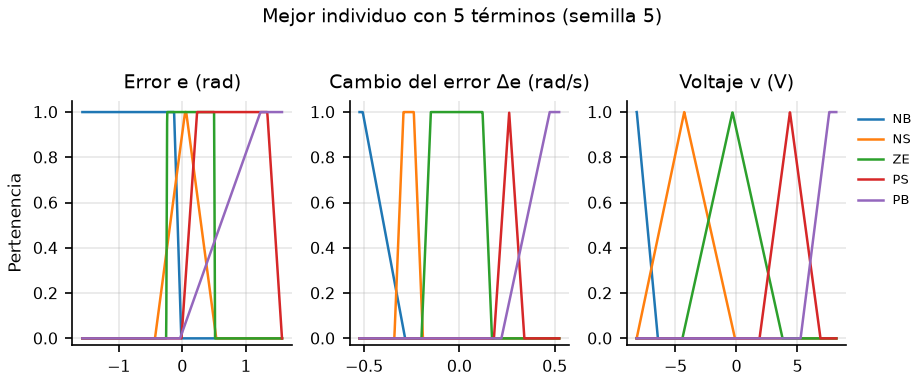 Mejor individuo con 5 términos (semilla 5)
Error e (rad)
Cambio del error Δe (rad/s)
Voltaje v (V)
Pertenencia
1.0
0.8
0.6
0.4
0.2
0.0
−1
0
1
1.0
0.8
0.6
0.4
0.2
0.0
−0.5
0.0
0.5
1.0
0.8
0.6
0.4
0.2
0.0
−5
0
5
NB
NS
ZE
PS
PB